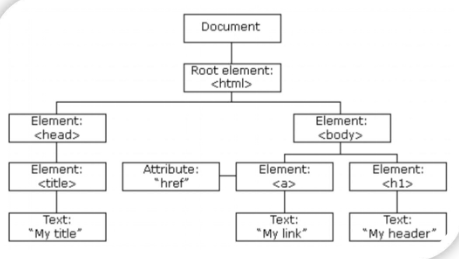 Document
Root element:
<html>
Element:
<head>
Element:
<body>
Element:
<title>
Attribute:
"href"
Element:
<a>
Element:
<h1>
Text:
"My title"
Text:
"My link"
Text:
"My header"